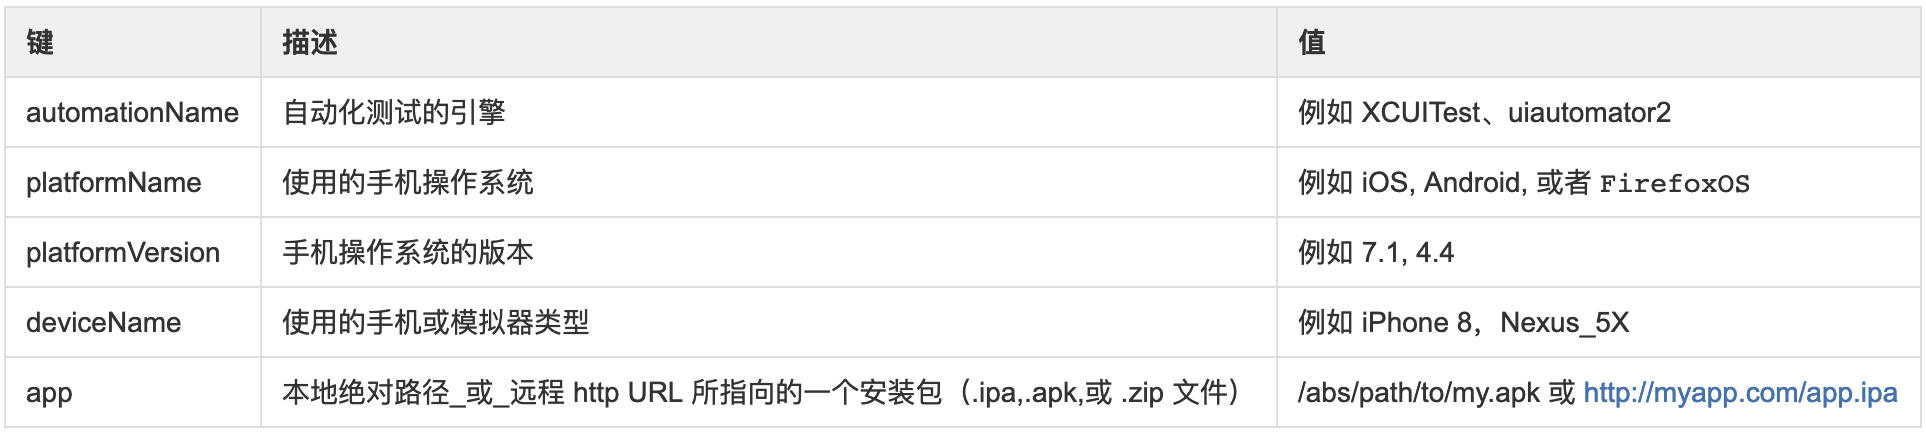 键 描述 值
automationName 自动化测试的引擎 例如 XCUITest、uiautomator2
platformName 使用的手机操作系统 例如 iOS, Android, 或者 FirefoxOS
platformVersion 手机操作系统的版本 例如 7.1, 4.4
deviceName 使用的手机或模拟器类型 例如 iPhone 8，Nexus_5X
app 本地绝对路径_或_远程 http URL 所指向的一个安装包（.ipa,.apk,或 .zip 文件） /abs/path/to/my.apk 或 http://myapp.com/app.ipa